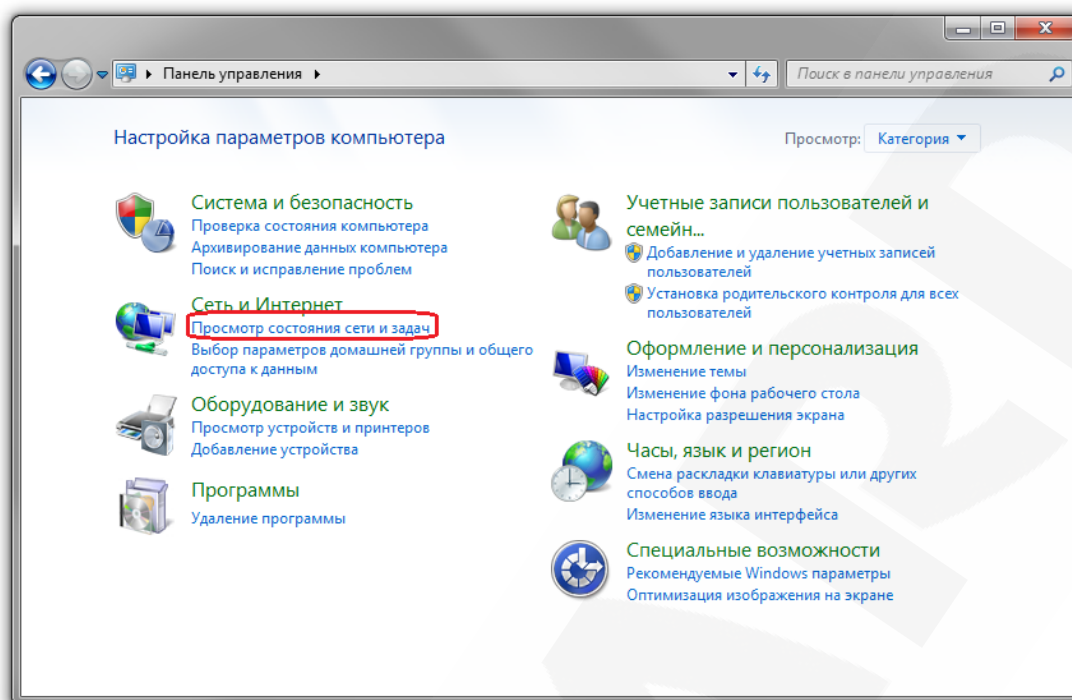 Панель управления
Поиск в панели управления
Настройка параметров компьютера
Просмотр: Категория
Система и безопасность
Проверка состояния компьютера
Архивирование данных компьютера
Поиск и исправление проблем
Сеть и Интернет
Просмотр состояния сети и задач
Выбор параметров домашней группы и общего
доступа к данным
Оборудование и звук
Просмотр устройств и принтеров
Добавление устройства
Программы
Удаление программы
Учетные записи пользователей и
семейн...
Добавление и удаление учетных записей
пользователей
Установка родительского контроля для всех
пользователей
Оформление и персонализация
Изменение темы
Изменение фона рабочего стола
Настройка разрешения экрана
Часы, язык и регион
Смена раскладки клавиатуры или других
способов ввода
Изменение языка интерфейса
Специальные возможности
Рекомендуемые Windows параметры
Оптимизация изображения на экране